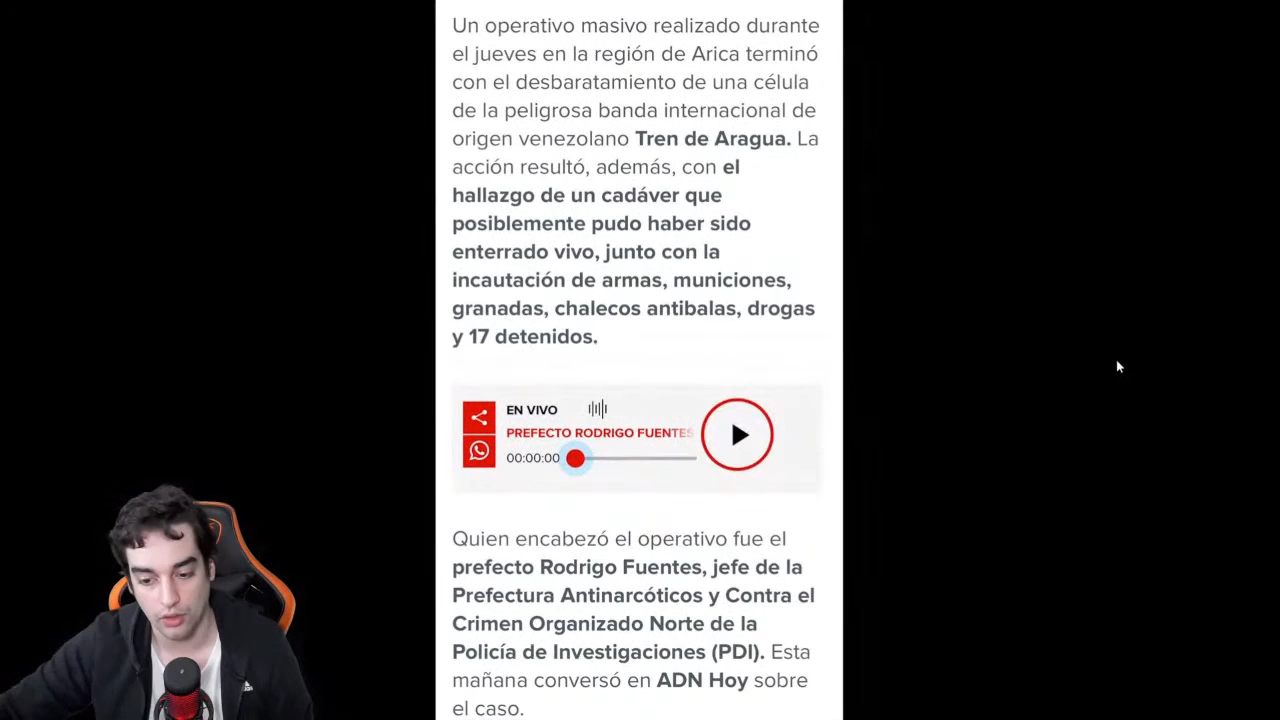 Un operativo masivo realizado durante
el jueves en la región de Arica terminó
con el desbaratamiento de una célula
de la peligrosa banda internacional de
origen venezolano Tren de Aragua. La
acción resultó, además, con el
hallazgo de un cadáver que
posiblemente pudo haber sido
enterrado vivo, junto con la
incautación de armas, municiones,
granadas, chalecos antibalas, drogas
y 17 detenidos.
EN VIVO
PREFECTO RODRIGO FUENTES
00:00:00
Quien encabezó el operativo fue el
prefecto Rodrigo Fuentes, jefe de la
Prefectura Antinarcóticos y Contra el
Crimen Organizado Norte de la
Policía de Investigaciones (PDI). Esta
mañana conversó en ADN Hoy sobre
el caso.